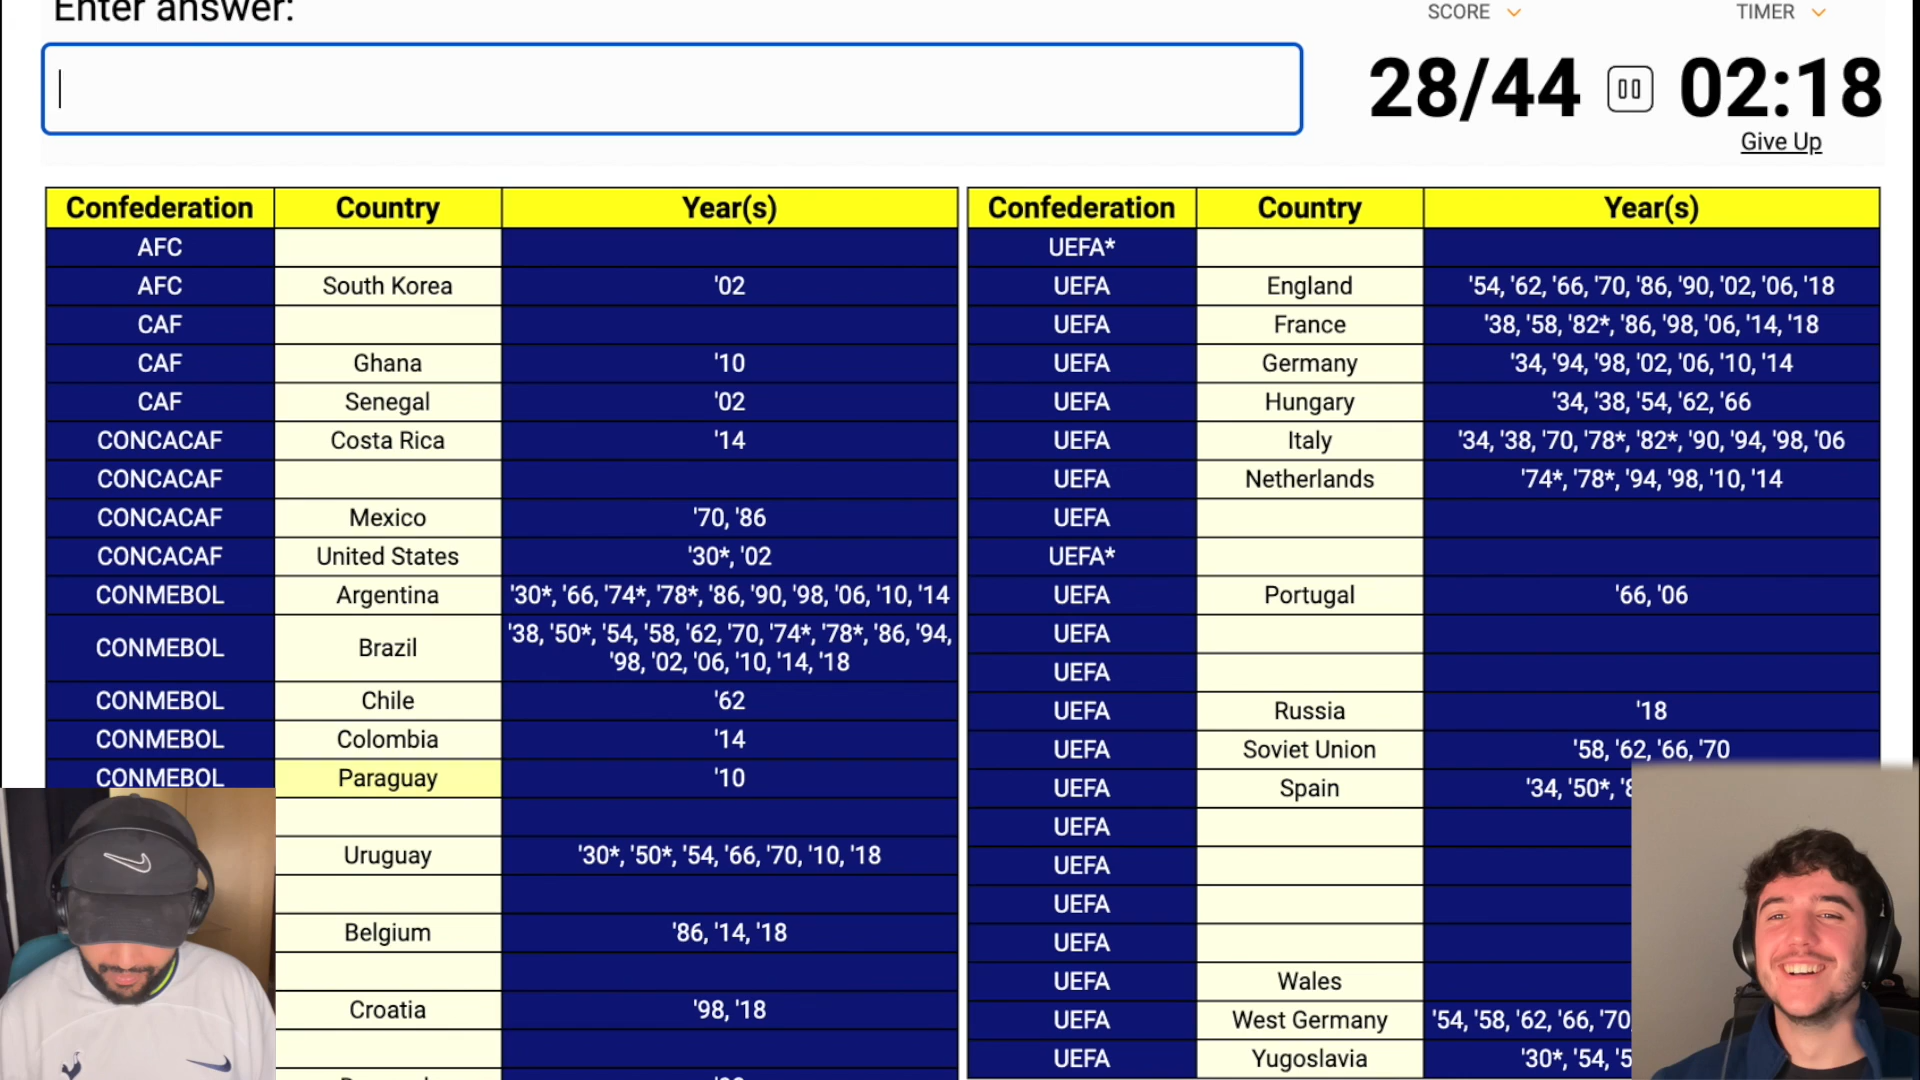 Enter answer:
SCORE
TIMER
28/44
02:18
Give Up
Confederation Country Year(s)
AFC
AFC South Korea '02
CAF
CAF Ghana '10
CAF Senegal '02
CONCACAF Costa Rica '14
CONCACAF
CONCACAF Mexico '70, '86
CONCACAF United States '30*, '02
CONMEBOL Argentina '30*, '66, '74*, '78*, '86, '90, '98, '06, '10, '14
CONMEBOL Brazil '38, '50*, '54, '58, '62, '70, '74*, '78*, '86, '94,
'98, '02, '06, '10, '14, '18
CONMEBOL Chile '62
CONMEBOL Colombia '14
CONMEBOL Paraguay '10
Uruguay '30*, '50*, '54, '66, '70, '10, '18
Belgium '86, '14, '18
Croatia '98, '18
Confederation Country Year(s)
UEFA*
UEFA England '54, '62, '66, '70, '86, '90, '02, '06, '18
UEFA France '38, '58, '82*, '86, '98, '06, '14, '18
UEFA Germany '34, '94, '98, '02, '06, '10, '14
UEFA Hungary '34, '38, '54, '62, '66
UEFA Italy '34, '38, '70, '78*, '82*, '90, '94, '98, '06
UEFA Netherlands '74*, '78*, '94, '98, '10, '14
UEFA
UEFA*
UEFA Portugal '66, '06
UEFA
UEFA
UEFA Russia '18
UEFA Soviet Union '58, '62, '66, '70
UEFA Spain '34, '50*,
UEFA
UEFA
UEFA
UEFA
UEFA Wales
UEFA West Germany '54, '58, '62, '66, '70
UEFA Yugoslavia '30*, '54,